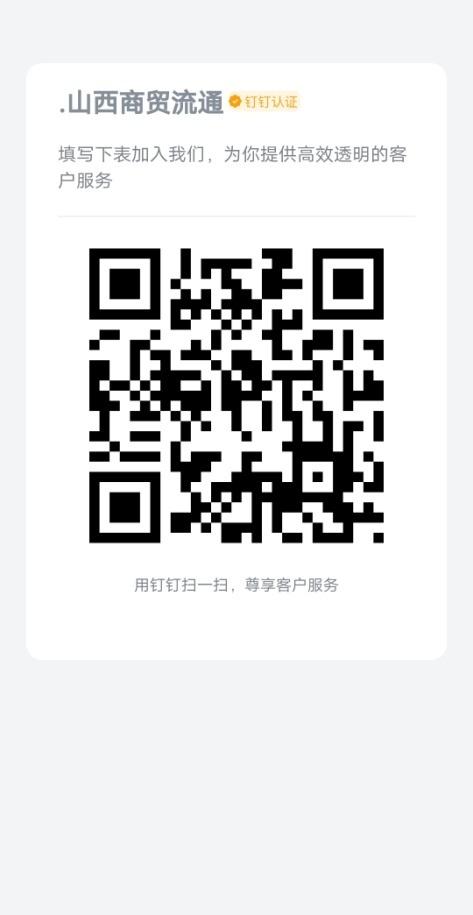 .山西商贸流通 钉钉认证
填写下表加入我们，为你提供高效透明的客
户服务
用钉钉扫一扫，尊享客户服务